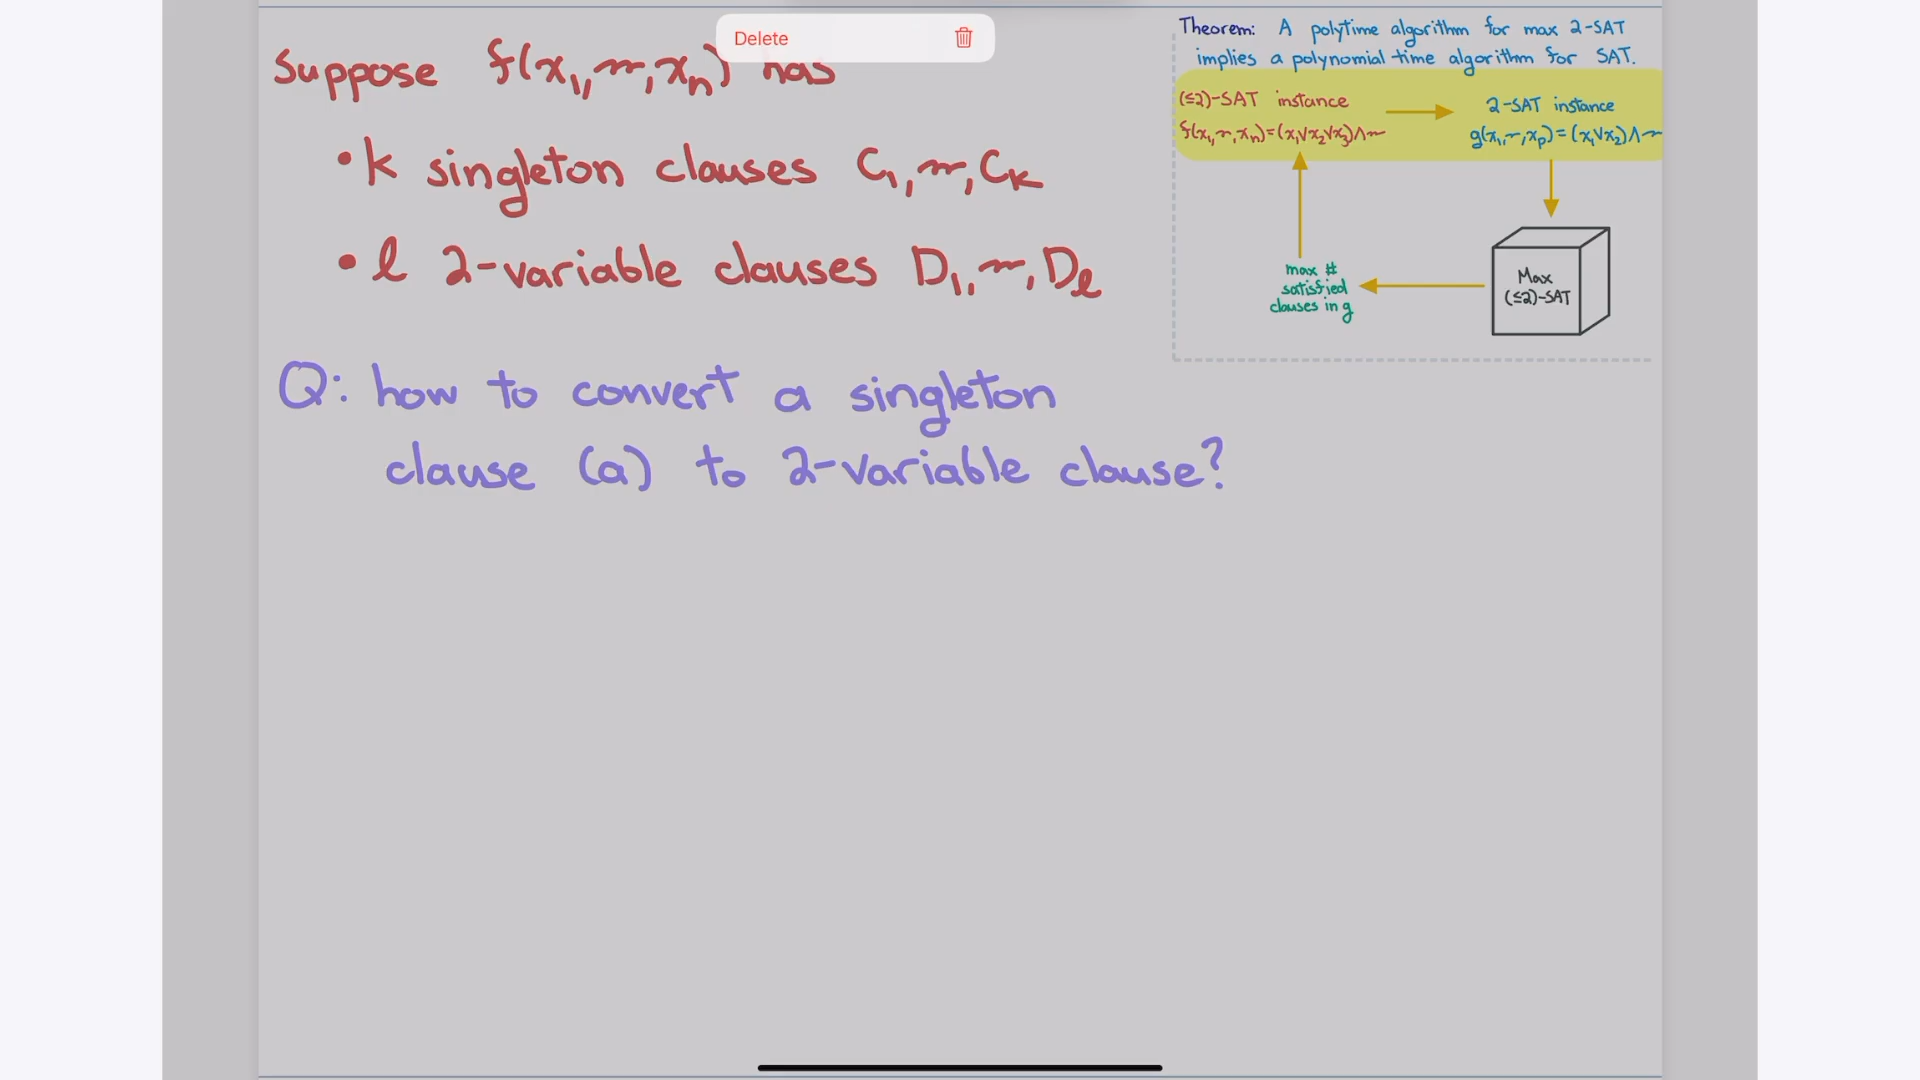 Delete
Suppose f(x₁,~,xₙ) has
• k singleton clauses C₁,~,Cₖ
• ℓ 2-variable clauses D₁,~,Dℓ
Q: how to convert a singleton
clause (a) to 2-variable clause?
Theorem: A polytime algorithm for max 2-SAT
implies a polynomial time algorithm for SAT.
(≤2)-SAT instance
f(x₁,~,xₙ)=(x₁∨x₂∨x₃)∧~
2-SAT instance
g(x₁,~,xₚ)=(x₁∨x₂)∧~
Max
(≤2)-SAT
max #
satisfied
clauses in g